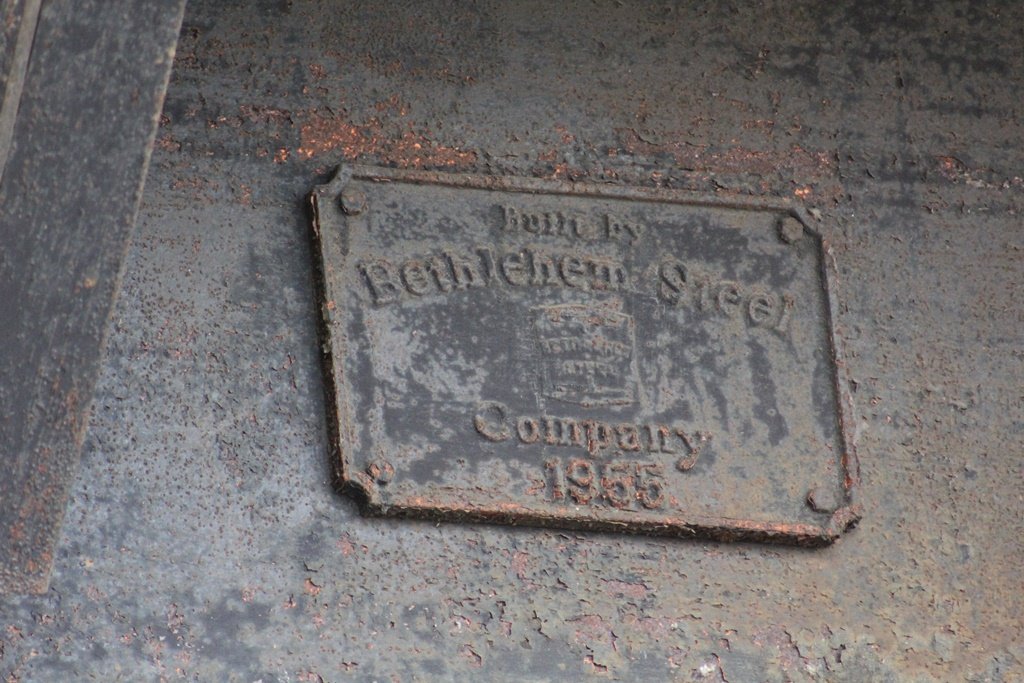 Built by
Bethlehem Steel
Company
1955